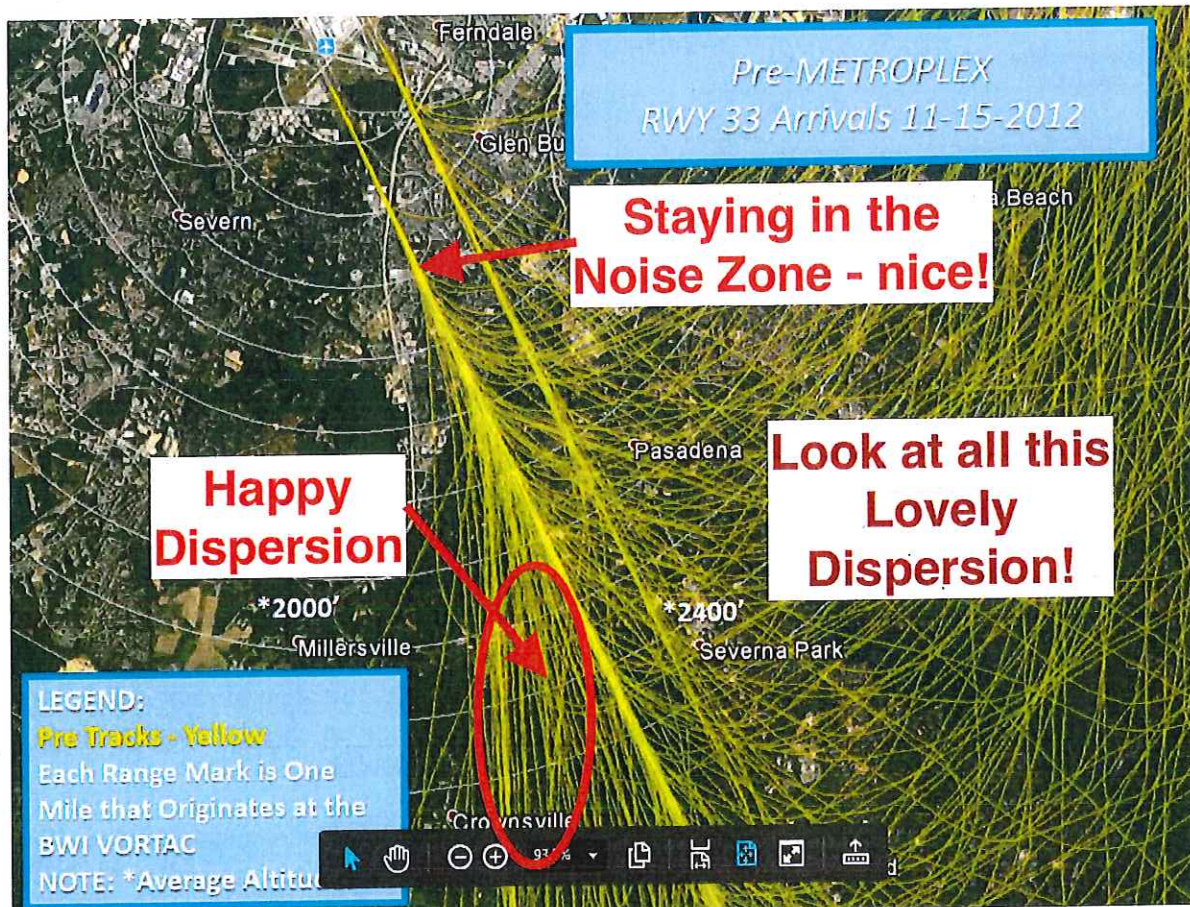 Ferndale
Pre-METROPLEX
RWY 33 Arrivals 11-15-2012
Glen Bu
Severn
a Beach
Staying in the
Noise Zone - nice!
Pasadena
Look at all this
Lovely
Dispersion!
Happy
Dispersion
*2000'
*2400'
Millersville
Severna Park
LEGEND:
Pre Tracks - Yellow
Each Range Mark is One
Mile that Originates at the
BWI VORTAC
NOTE: *Average Altitud
Crownsville
d